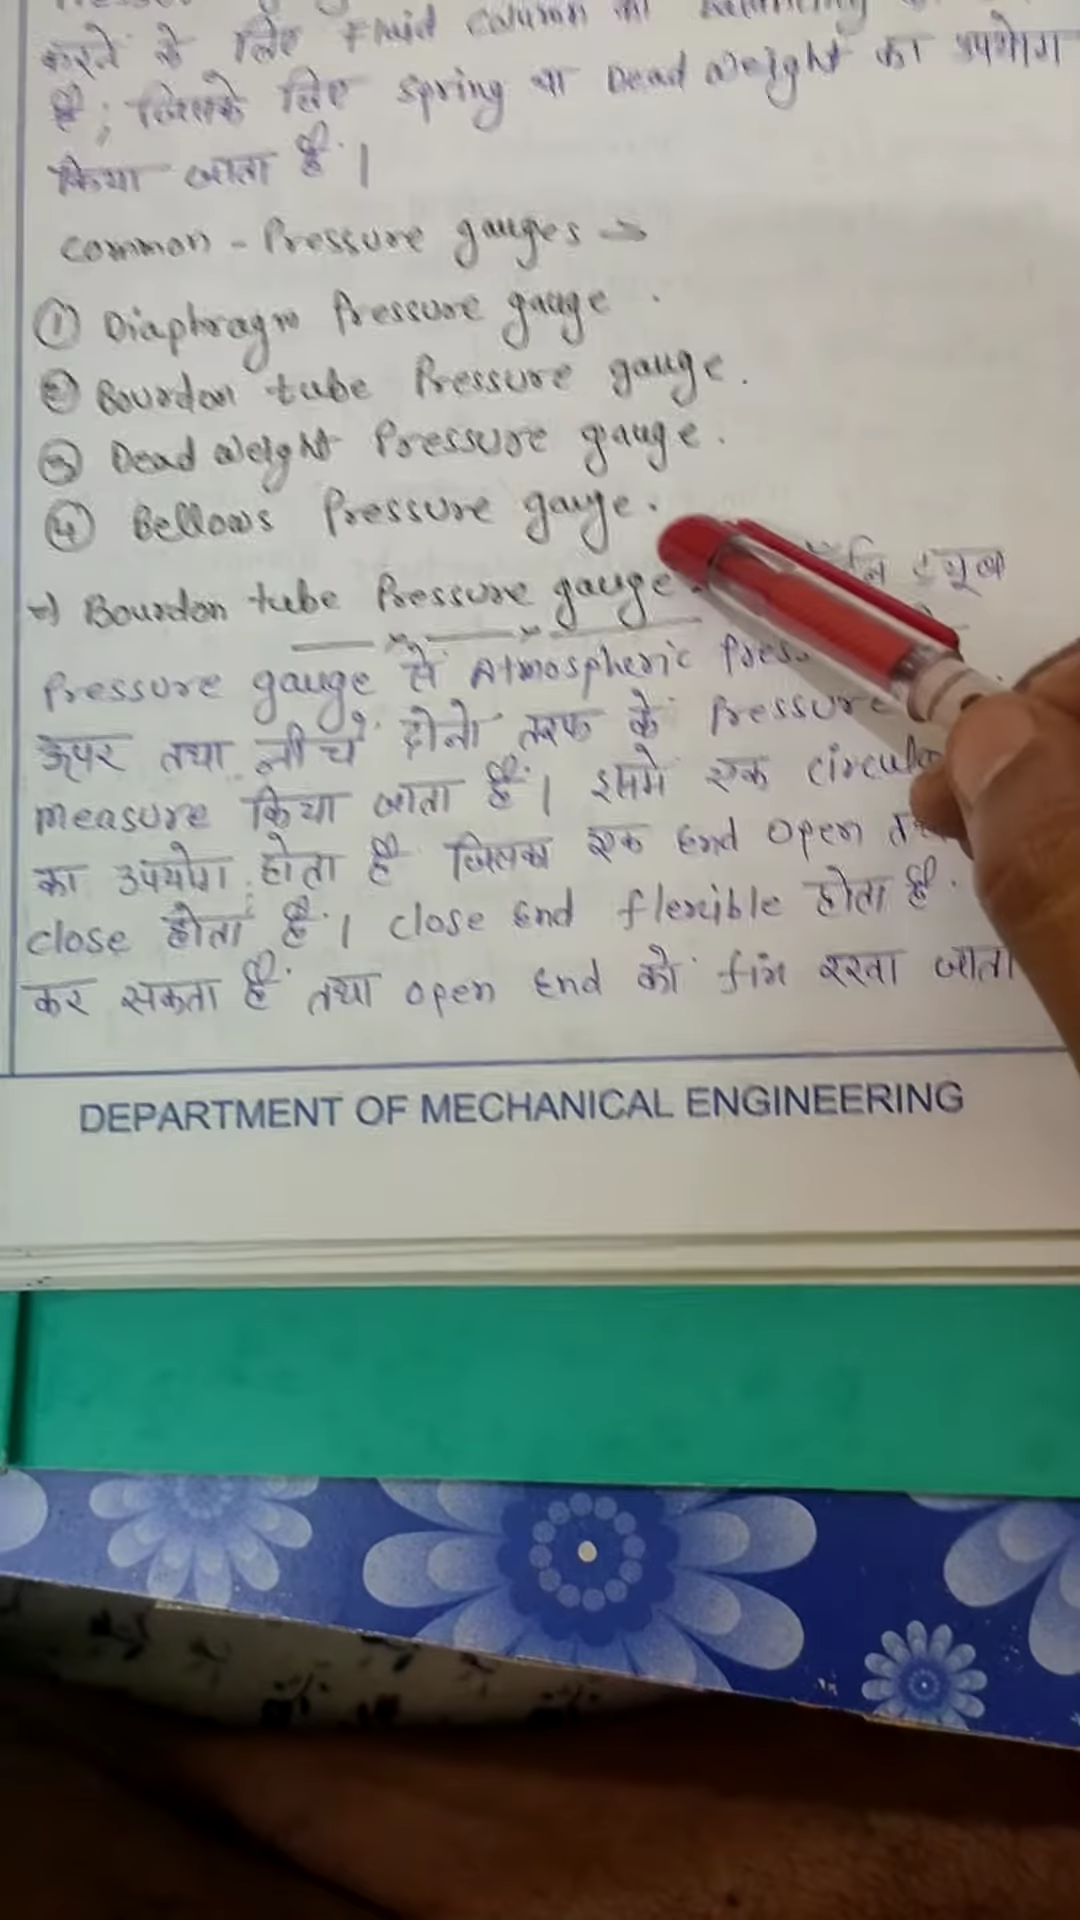 करने के लिए Fluid column
है; जिसके लिए spring या Dead weight का उपयोग
किया जाता है।
Common - Pressure gauges →
① Diaphragm Pressure gauge.
② Bourdon tube Pressure gauge.
③ Dead weight Pressure gauge.
④ Bellows Pressure gauge.
→) Bourdon tube Pressure gauge ट्यूब
Pressure gauge से Atmospheric
ऊपर तथा नीचे दोनो तरफ के Pressure
measure किया जाता है। इसमे एक
का उपयोग होता है जिसका एक End open
close होता है। close End flexible होता है.
कर सकता है तथा open End को fix रखा जाता
DEPARTMENT OF MECHANICAL ENGINEERING